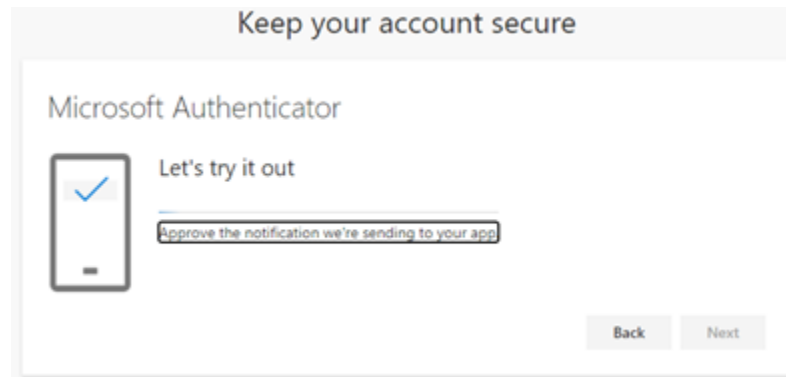 Keep your account secure
Microsoft Authenticator
Let's try it out
Approve the notification we're sending to your app.
Back
Next